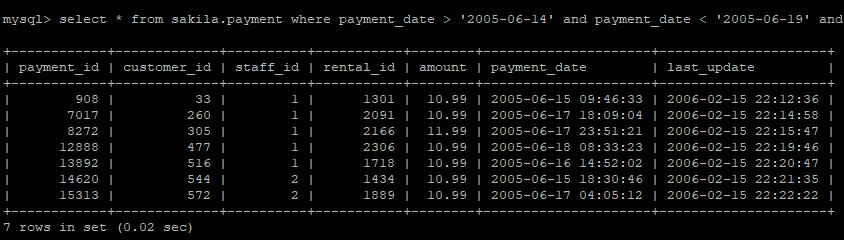 mysql> select * from sakila.payment where payment_date > '2005-06-14' and payment_date < '2005-06-19' and
+------------+-------------+----------+-----------+--------+---------------------+---------------------+
| payment_id | customer_id | staff_id | rental_id | amount | payment_date        | last_update         |
+------------+-------------+----------+-----------+--------+---------------------+---------------------+
|        908 |          33 |        1 |      1301 |  10.99 | 2005-06-15 09:46:33 | 2006-02-15 22:12:36 |
|       7017 |         260 |        1 |      2091 |  10.99 | 2005-06-17 18:09:04 | 2006-02-15 22:14:58 |
|       8272 |         305 |        1 |      2166 |  11.99 | 2005-06-17 23:51:21 | 2006-02-15 22:15:47 |
|      12888 |         477 |        1 |      2306 |  10.99 | 2005-06-18 08:33:23 | 2006-02-15 22:19:46 |
|      13892 |         516 |        1 |      1718 |  10.99 | 2005-06-16 14:52:02 | 2006-02-15 22:20:47 |
|      14620 |         544 |        2 |      1434 |  10.99 | 2005-06-15 18:30:46 | 2006-02-15 22:21:35 |
|      15313 |         572 |        2 |      1889 |  10.99 | 2005-06-17 04:05:12 | 2006-02-15 22:22:22 |
+------------+-------------+----------+-----------+--------+---------------------+---------------------+
7 rows in set (0.02 sec)